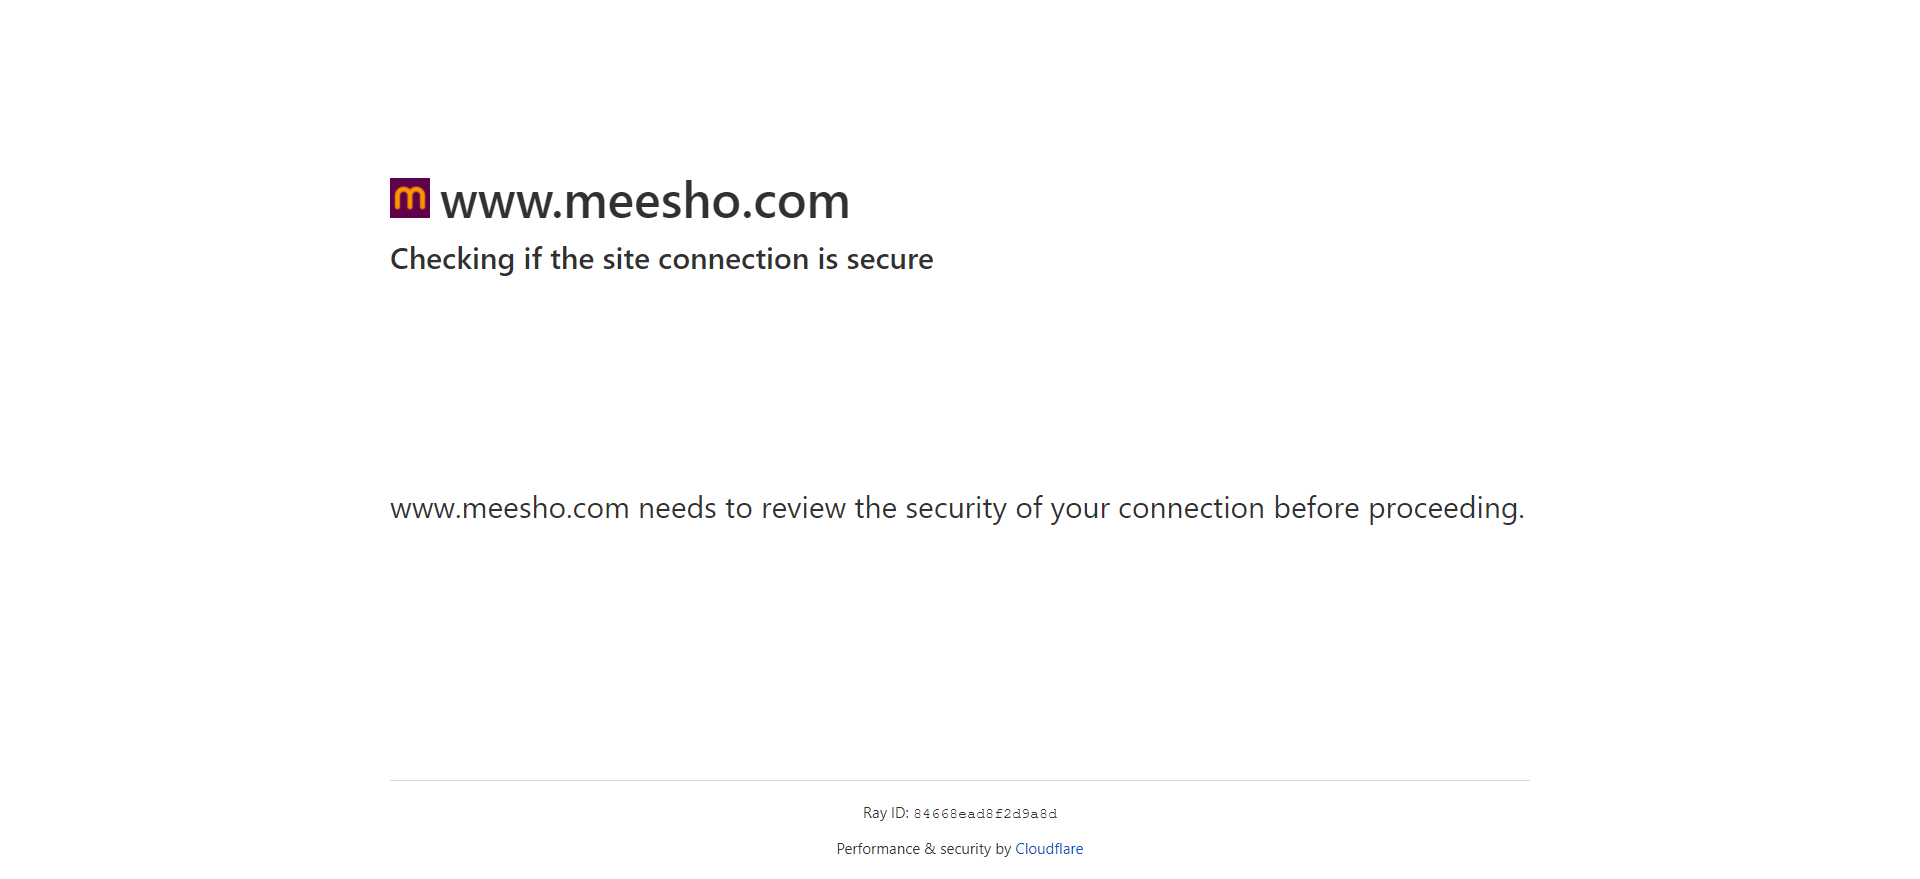 m www.meesho.com
Checking if the site connection is secure
www.meesho.com needs to review the security of your connection before proceeding.
Ray ID: 84668ead8f2d9a8d
Performance & security by Cloudflare